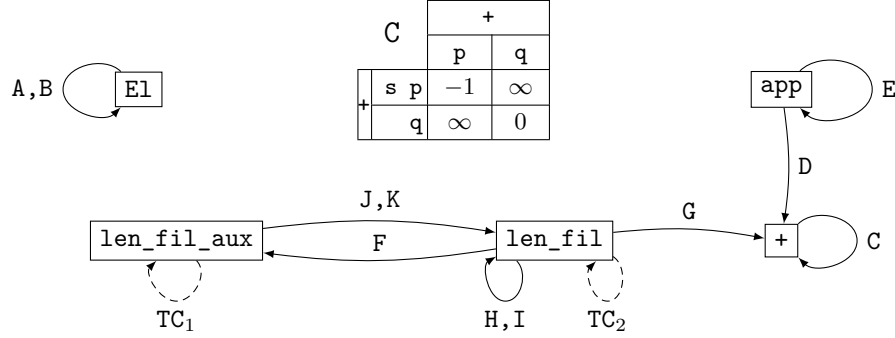 +
C
p q
A,B El + s p −1 ∞ app E
q ∞ 0
D
J,K
G
len_fil_aux F len_fil + C
TC₁ H,I TC₂